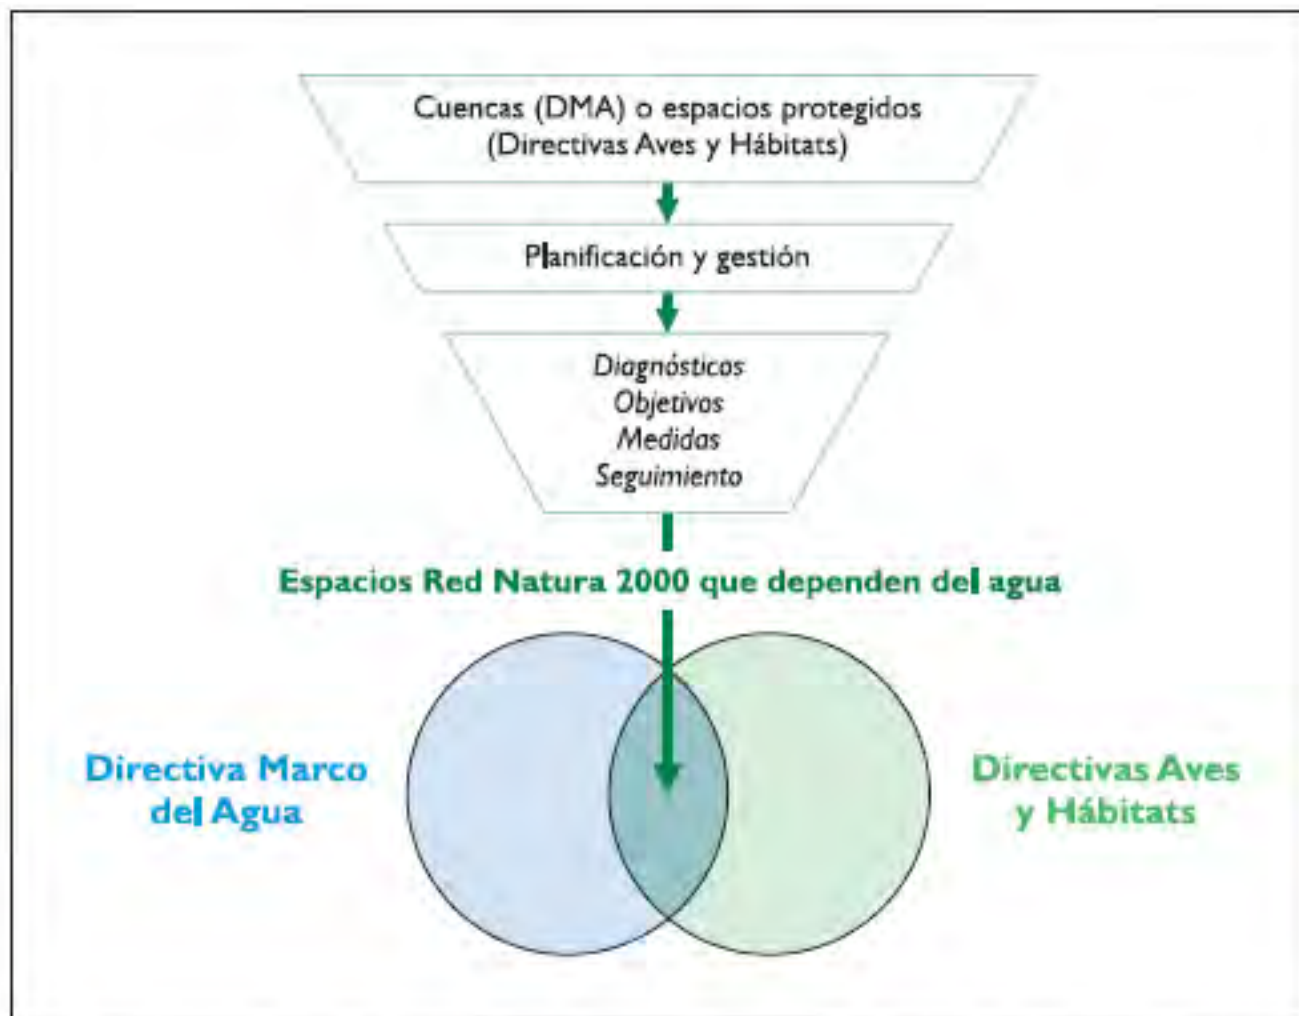 Cuencas (DMA) o espacios protegidos
(Directivas Aves y Hábitats)
Planificación y gestión
Diagnósticos
Objetivos
Medidas
Seguimiento
Espacios Red Natura 2000 que dependen del agua
Directiva Marco
del Agua
Directivas Aves
y Hábitats